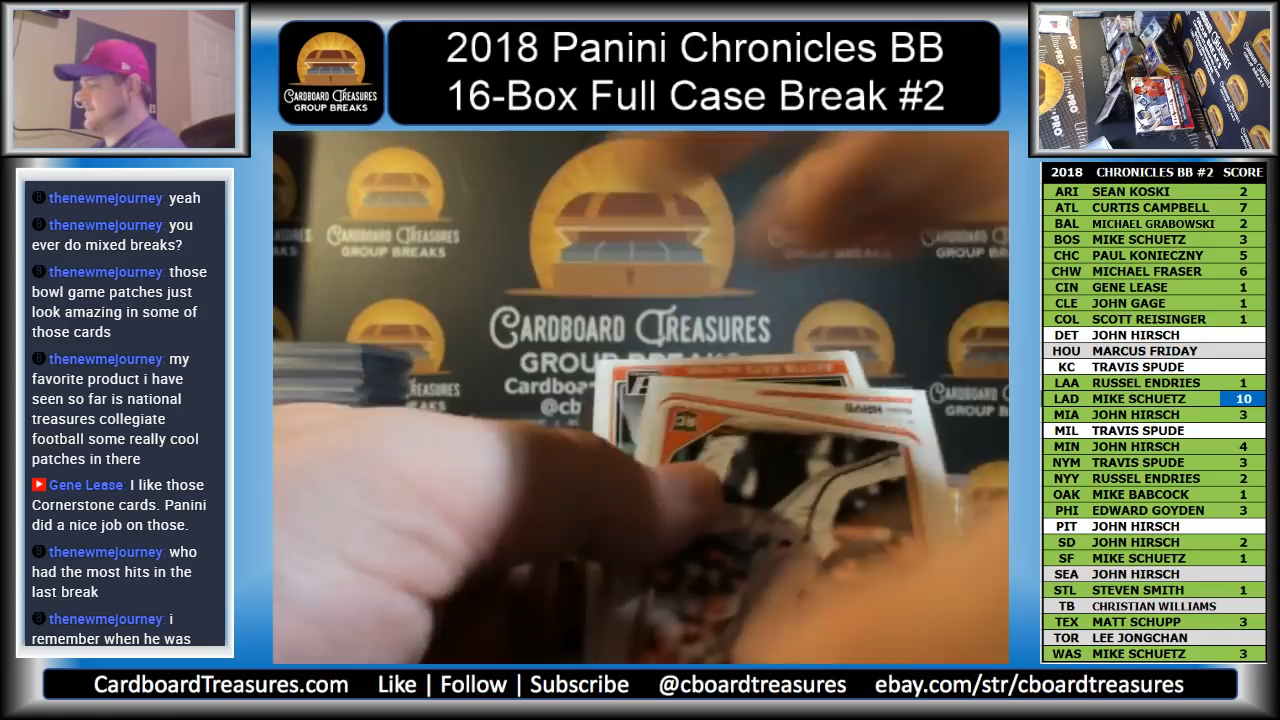 2018 Panini Chronicles BB
16-Box Full Case Break #2
CARDBOARD TREASURES
GROUP BREAKS
thenewmejourney: yeah
thenewmejourney: you
ever do mixed breaks?
thenewmejourney: those
bowl game patches just
look amazing in some of
those cards
thenewmejourney: my
favorite product i have
seen so far is national
treasures collegiate
football some really cool
patches in there
Gene Lease: I like those
Cornerstone cards. Panini
did a nice job on those.
thenewmejourney: who
had the most hits in the
last break
thenewmejourney: i
remember when he was
CARDBOARD TREASURES
GROUP BREAKS
CARDBOARD TREASURES
GROUP BREAKS
Cardboa
@cb
2018 CHRONICLES BB #2 SCORE
ARI SEAN KOSKI 2
ATL CURTIS CAMPBELL 7
BAL MICHAEL GRABOWSKI 2
BOS MIKE SCHUETZ 3
CHC PAUL KONIECZNY 5
CHW MICHAEL FRASER 6
CIN GENE LEASE 1
CLE JOHN GAGE 1
COL SCOTT REISINGER 1
DET JOHN HIRSCH
HOU MARCUS FRIDAY
KC TRAVIS SPUDE
LAA RUSSEL ENDRIES 1
LAD MIKE SCHUETZ 10
MIA JOHN HIRSCH 3
MIL TRAVIS SPUDE
MIN JOHN HIRSCH 4
NYM TRAVIS SPUDE 3
NYY RUSSEL ENDRIES 2
OAK MIKE BABCOCK 1
PHI EDWARD GOYDEN 3
PIT JOHN HIRSCH
SD JOHN HIRSCH 2
SF MIKE SCHUETZ 1
SEA JOHN HIRSCH
STL STEVEN SMITH 1
TB CHRISTIAN WILLIAMS
TEX MATT SCHUPP 3
TOR LEE JONGCHAN
WAS MIKE SCHUETZ 3
CardboardTreasures.com Like | Follow | Subscribe @cboardtreasures ebay.com/str/cboardtreasures